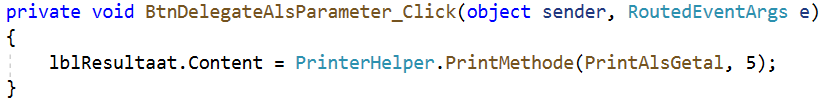 private void BtnDelegateAlsParameter_Click(object sender, RoutedEventArgs e)
{
    lblResultaat.Content = PrinterHelper.PrintMethode(PrintAlsGetal, 5);
}